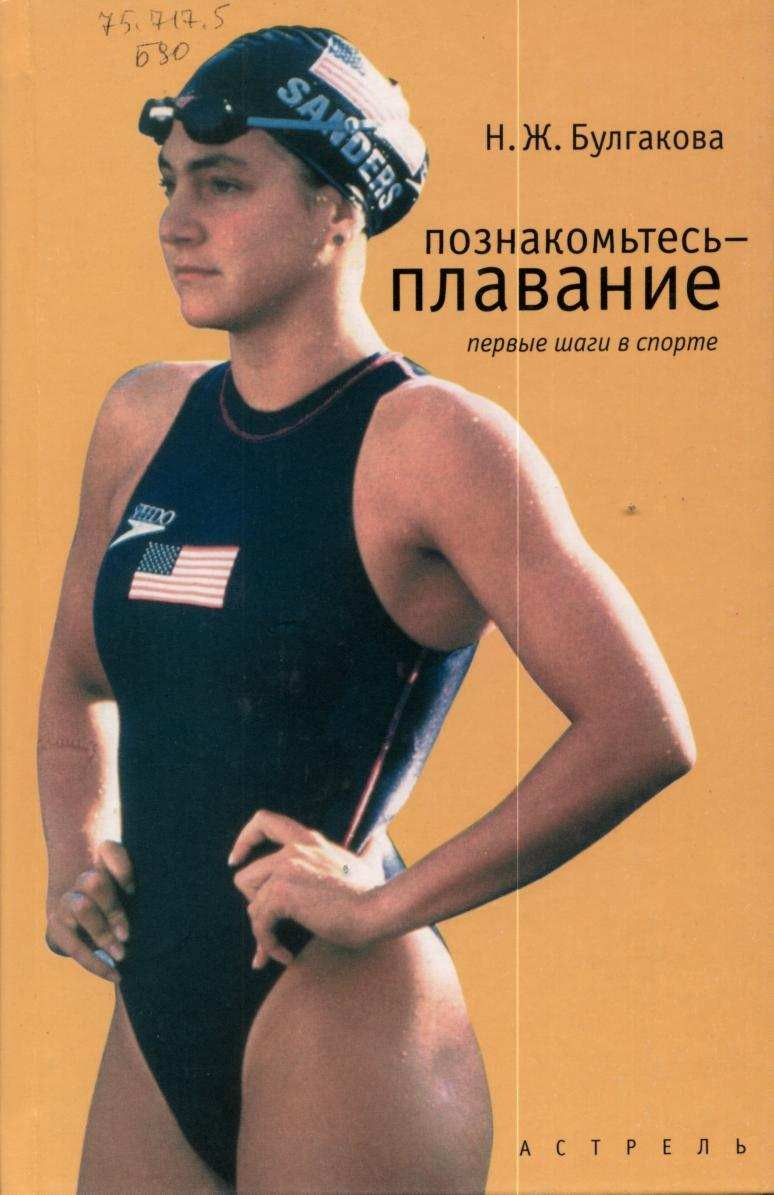 75.717.5
Б90
SANDERS
Н. Ж. Булгакова
познакомьтесь–
плавание
первые шаги в спорте
SPEEDO
АСТРЕЛЬ